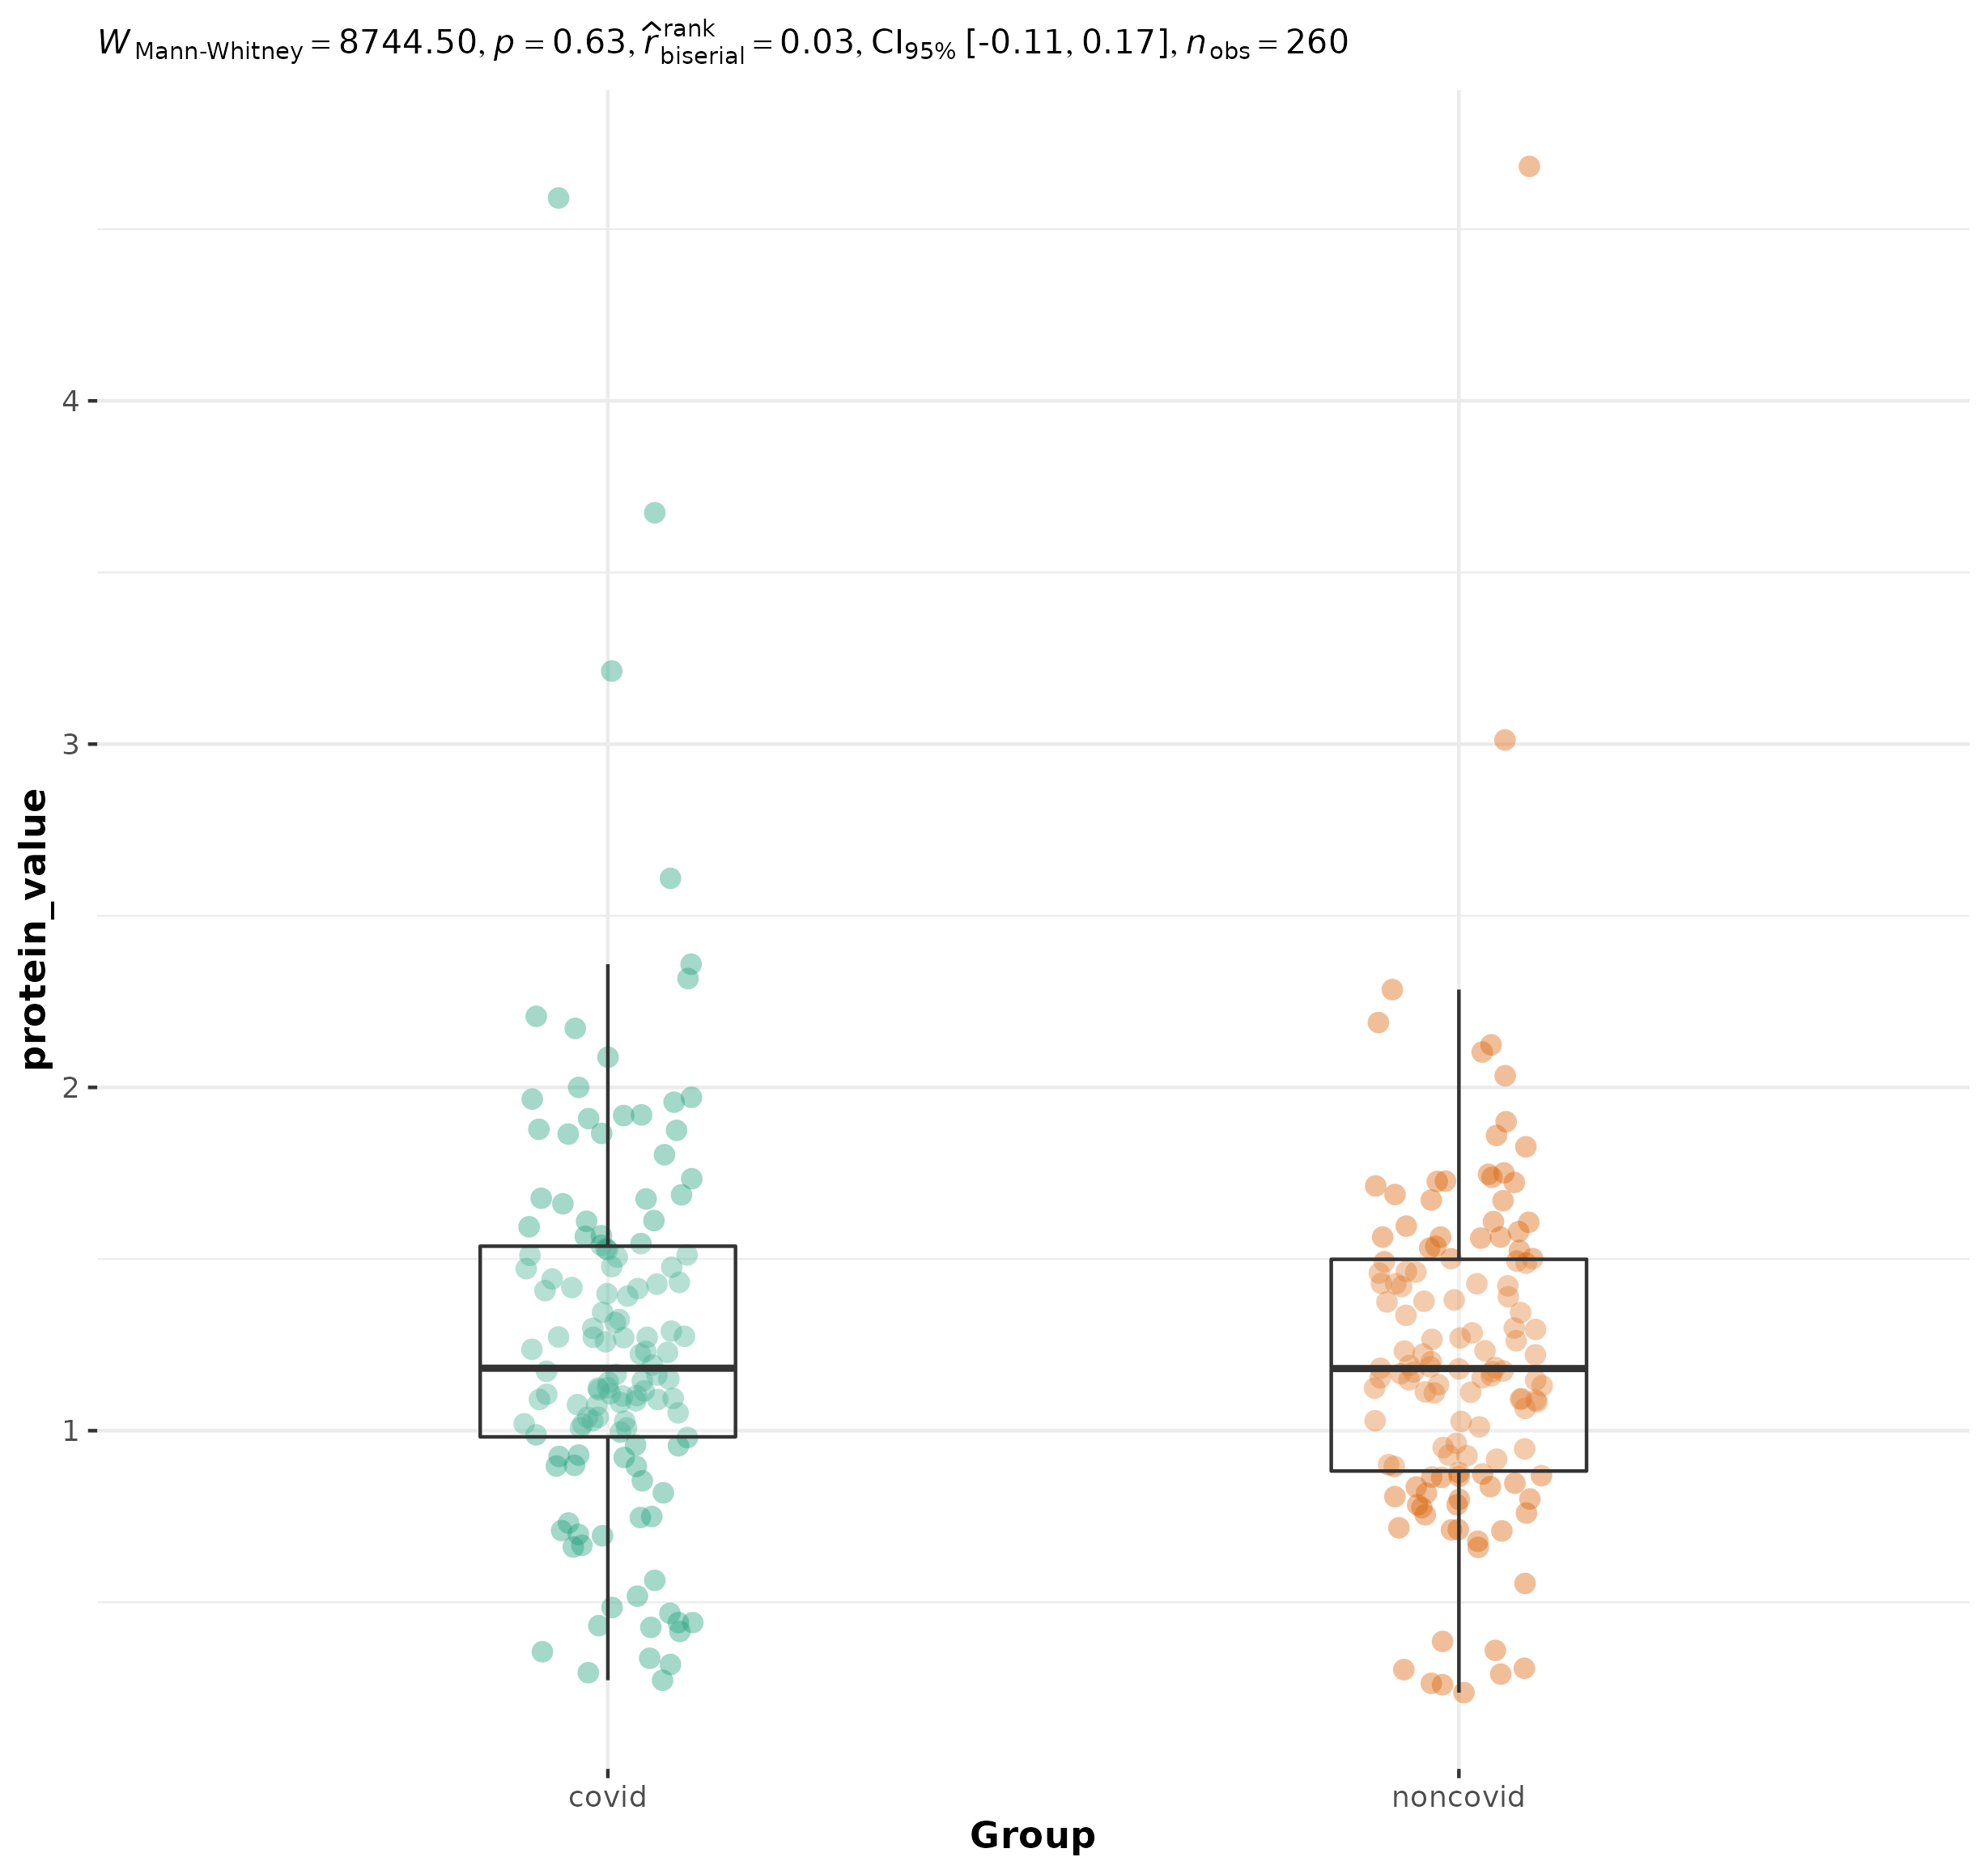 W Mann-Whitney = 8744.50, p = 0.63, r̂ rank biserial = 0.03, CI95% [-0.11, 0.17], n obs = 260
4
3
2
1
protein_value
covid noncovid
Group